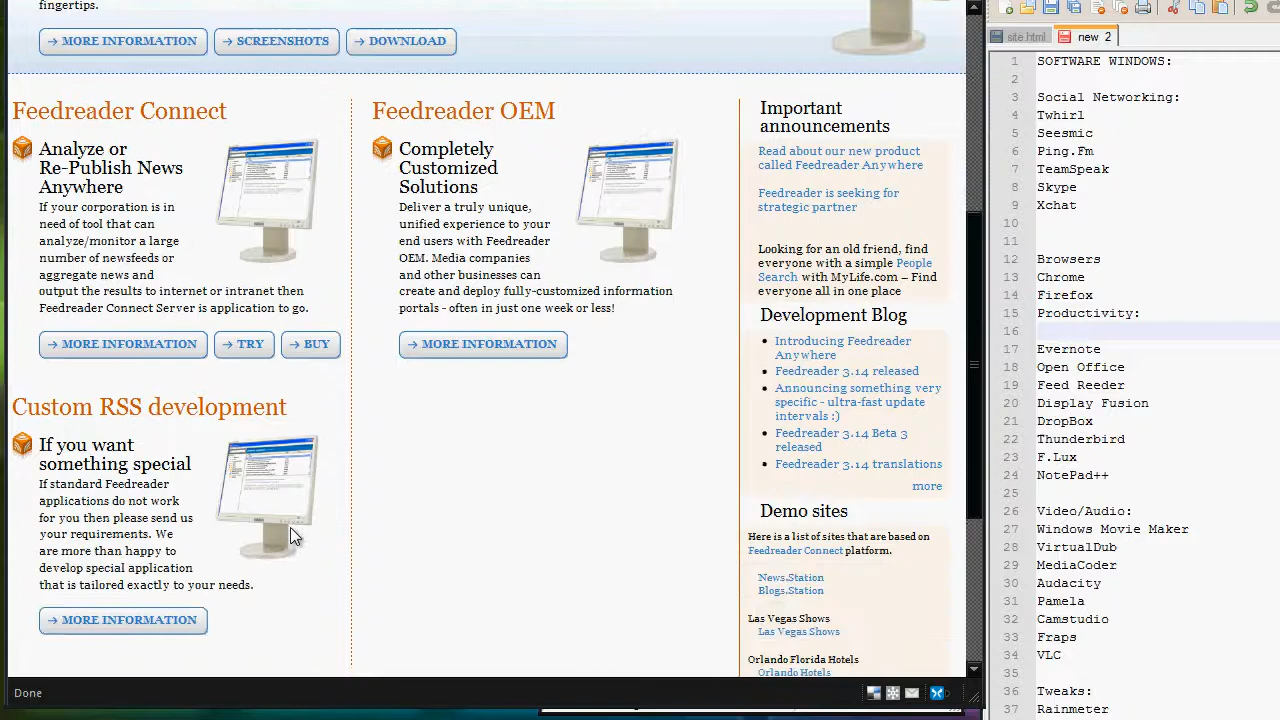 fingertips.
→ MORE INFORMATION
→ SCREENSHOTS
→ DOWNLOAD
Feedreader Connect
Analyze or
Re-Publish News
Anywhere
If your corporation is in
need of tool that can
analyze/monitor a large
number of newsfeeds or
aggregate news and
output the results to internet or intranet then
Feedreader Connect Server is application to go.
→ MORE INFORMATION
→ TRY
→ BUY
Custom RSS development
If you want
something special
If standard Feedreader
applications do not work
for you then please send us
your requirements. We
are more than happy to
develop special application
that is tailored exactly to your needs.
→ MORE INFORMATION
Feedreader OEM
Completely
Customized
Solutions
Deliver a truly unique,
unified experience to your
end users with Feedreader
OEM. Media companies
and other businesses can
create and deploy fully-customized information
portals - often in just one week or less!
→ MORE INFORMATION
Important
announcements
Read about our new product
called Feedreader Anywhere
Feedreader is seeking for
strategic partner
Looking for an old friend, find
everyone with a simple People
Search with MyLife.com – Find
everyone all in one place
Development Blog
• Introducing Feedreader
Anywhere
• Feedreader 3.14 released
• Announcing something very
specific - ultra-fast update
intervals :)
• Feedreader 3.14 Beta 3
released
• Feedreader 3.14 translations
more
Demo sites
Here is a list of sites that are based on
Feedreader Connect platform.
News.Station
Blogs.Station
Las Vegas Shows
Las Vegas Shows
Orlando Florida Hotels
Orlando Hotels
Done
site.html
new 2
1 SOFTWARE WINDOWS:
2
3 Social Networking:
4 Twhirl
5 Seesmic
6 Ping.Fm
7 TeamSpeak
8 Skype
9 Xchat
10
11
12 Browsers
13 Chrome
14 Firefox
15 Productivity:
16
17 Evernote
18 Open Office
19 Feed Reeder
20 Display Fusion
21 DropBox
22 Thunderbird
23 F.Lux
24 NotePad++
25
26 Video/Audio:
27 Windows Movie Maker
28 VirtualDub
29 MediaCoder
30 Audacity
31 Pamela
32 Camstudio
33 Fraps
34 VLC
35
36 Tweaks:
37 Rainmeter